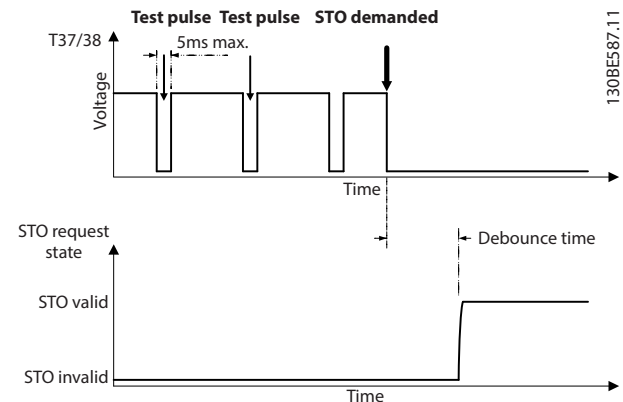 Test pulse Test pulse STO demanded
T37/38
5ms max.
Voltage
Time
130BE587.11
STO request
state
Debounce time
STO valid
STO invalid
Time